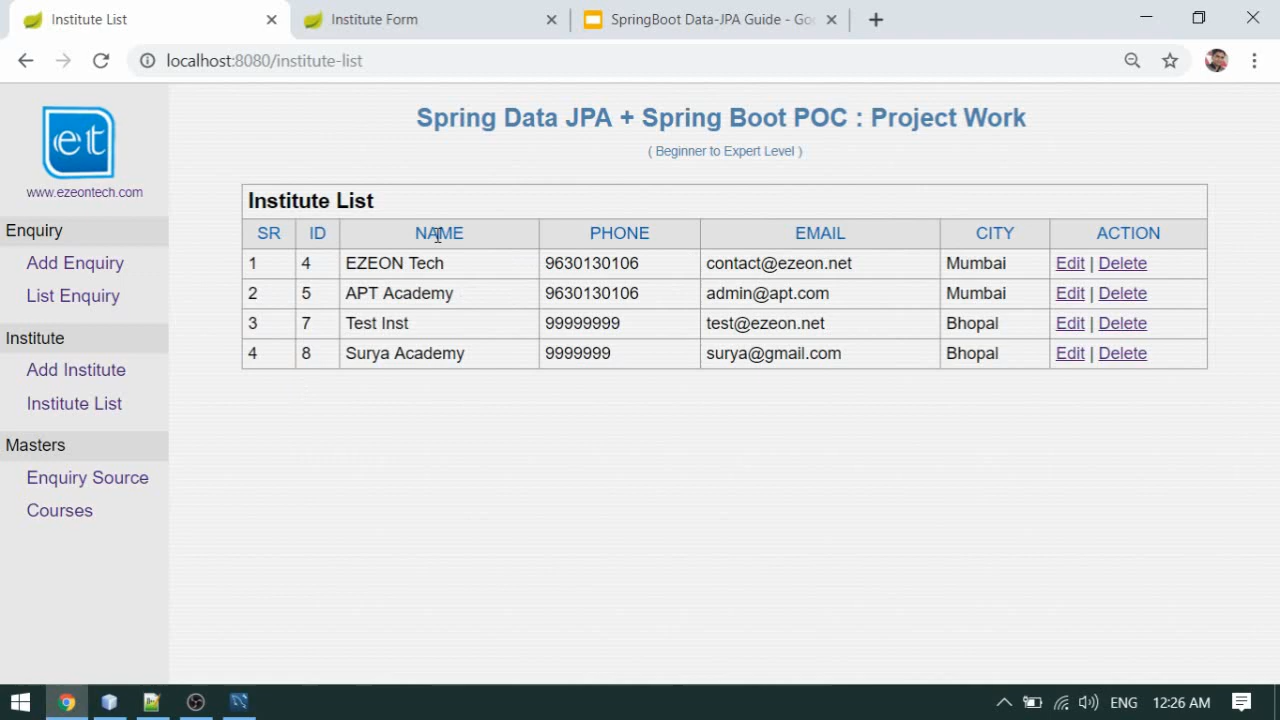 Institute List
Institute Form
SpringBoot Data-JPA Guide - Goo
localhost:8080/institute-list
et
www.ezeontech.com
Enquiry
Add Enquiry
List Enquiry
Institute
Add Institute
Institute List
Masters
Enquiry Source
Courses
Spring Data JPA + Spring Boot POC : Project Work
( Beginner to Expert Level )
Institute List
SR ID NAME PHONE EMAIL CITY ACTION
1 4 EZEON Tech 9630130106 contact@ezeon.net Mumbai Edit | Delete
2 5 APT Academy 9630130106 admin@apt.com Mumbai Edit | Delete
3 7 Test Inst 99999999 test@ezeon.net Bhopal Edit | Delete
4 8 Surya Academy 9999999 surya@gmail.com Bhopal Edit | Delete
ENG 12:26 AM